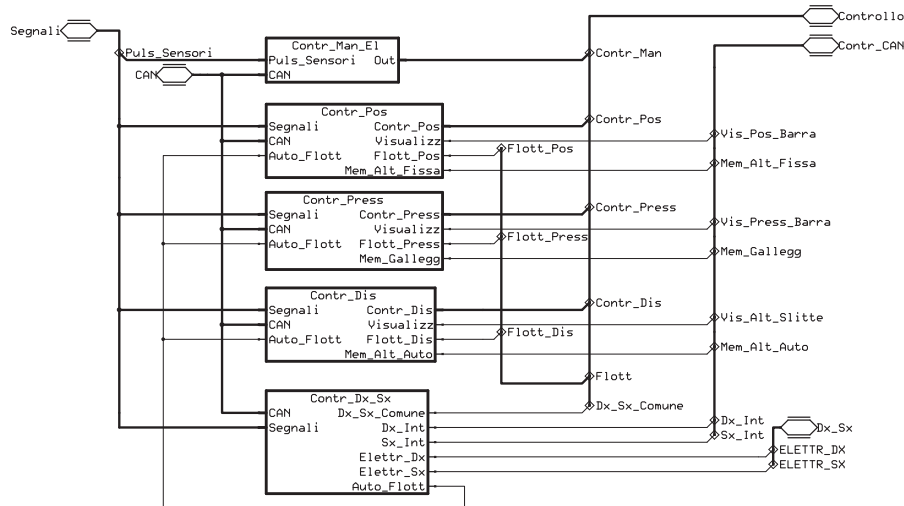 Segnali
Controllo
Contr_CAN
Puls_Sensori
CAN
Contr_Man_El
Puls_Sensori Out
CAN
Contr_Man
Contr_Pos
Segnali Contr_Pos
CAN Visualizz
Auto_Flott Flott_Pos
Mem_Alt_Fissa
Flott_Pos
Contr_Pos
Vis_Pos_Barra
Mem_Alt_Fissa
Contr_Press
Segnali Contr_Press
CAN Visualizz
Auto_Flott Flott_Press
Mem_Gallegg
Flott_Press
Contr_Press
Vis_Press_Barra
Mem_Gallegg
Contr_Dis
Segnali Contr_Dis
CAN Visualizz
Auto_Flott Flott_Dis
Mem_Alt_Auto
Flott_Dis
Contr_Dis
Vis_Alt_Slitte
Mem_Alt_Auto
Flott
Contr_Dx_Sx
CAN Dx_Sx_Comune
Segnali Dx_Int
Sx_Int
Elettr_Dx
Elettr_Sx
Auto_Flott
Dx_Sx_Comune
Dx_Int
Sx_Int
Dx_Sx
ELETTR_DX
ELETTR_SX